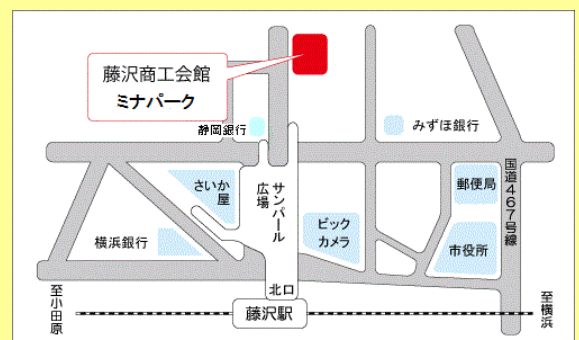 藤沢商工会館
ミナパーク
静岡銀行
みずほ銀行
さいか
屋
サンパール
広場
郵便局
国道467号線
横浜銀行
ビック
カメラ
市役所
北口
藤沢駅
至小田原
至横浜